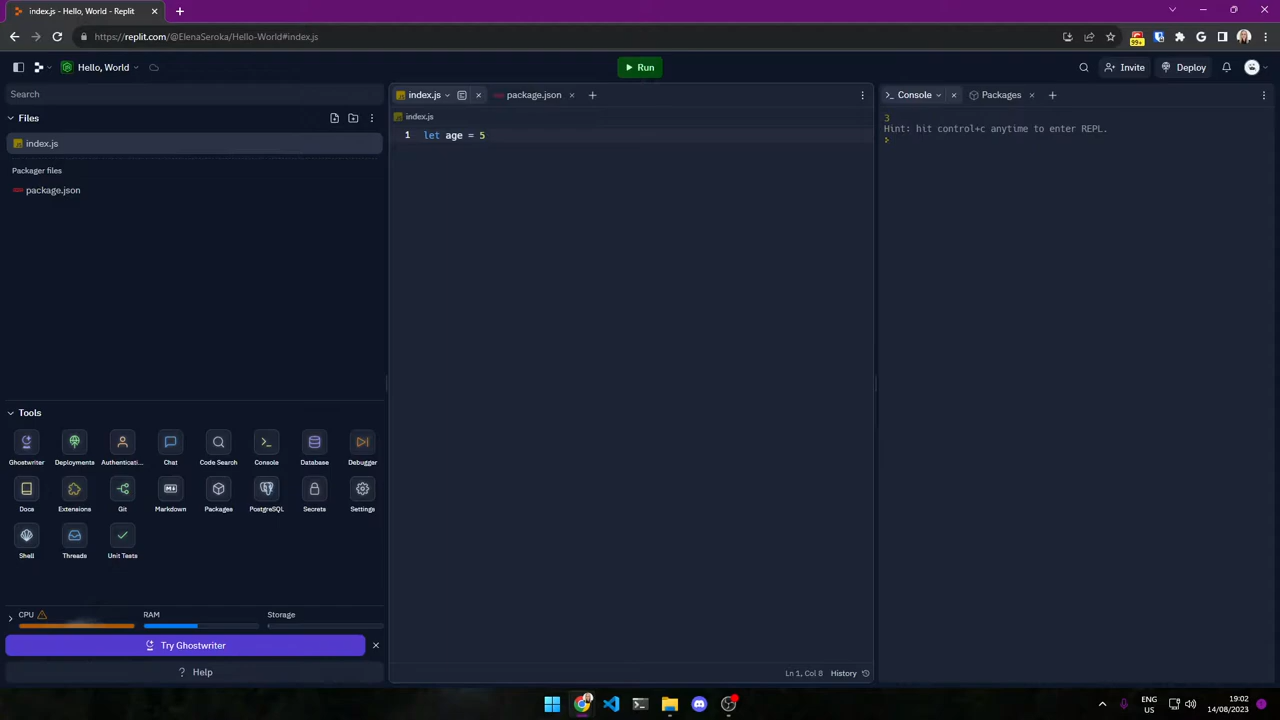 index.js - Hello, World - Replit
https://replit.com/@ElenaSeroka/Hello-World#index.js
99+
Hello, World
Run
Invite
Deploy
Search
Files
index.js
Packager files
package.json
index.js
package.json
index.js
1 let age = 5
Console
Packages
3
Hint: hit control+c anytime to enter REPL.
Tools
Ghostwriter
Deployments
Authenticati...
Chat
Code Search
Console
Database
Debugger
Docs
Extensions
Git
Markdown
Packages
PostgreSQL
Secrets
Settings
Shell
Threads
Unit Tests
CPU
RAM
Storage
Try Ghostwriter
? Help
Ln 1, Col 8
History
ENG
US
19:02
14/08/2023